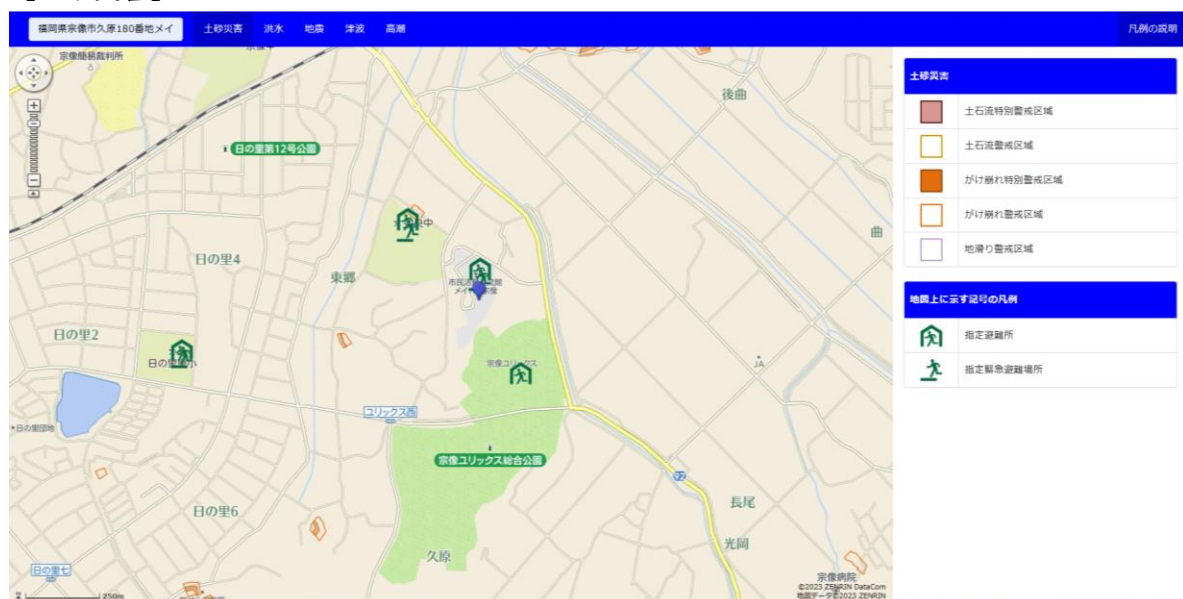 福岡県宗像市久原180番地メイ
土砂災害
洪水
地震
津波
高潮
凡例の説明
宗像簡易裁判所
後曲
日の里第12号公園
曲
日の里4
東郷
日の里2
宗像ユリックス
JA
ユリックス西
日の里団地
宗像ユリックス総合公園
92
日の里6
長尾
光岡
久原
日の里七
宗像病院
250m
©2023 ZENRIN DataCom
地図データ©2023 ZENRIN
土砂災害
土石流特別警戒区域
土石流警戒区域
がけ崩れ特別警戒区域
がけ崩れ警戒区域
地滑り警戒区域
地図上に示す記号の凡例
指定避難所
指定緊急避難場所